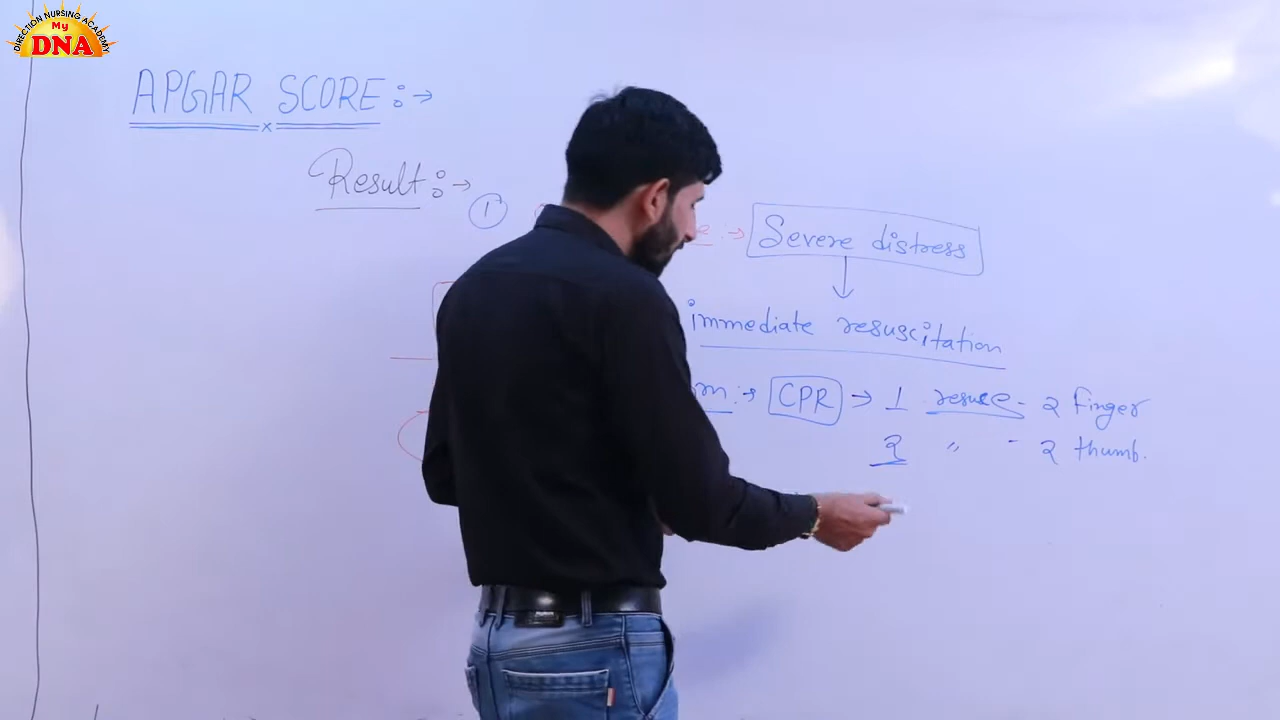 DIRECTION NURSING ACADEMY
My
DNA
APGAR SCORE :→
Result :→
1
Severe distress
immediate resuscitation
CPR → 1 rescue - 2 finger
2 〃 - 2 thumb.